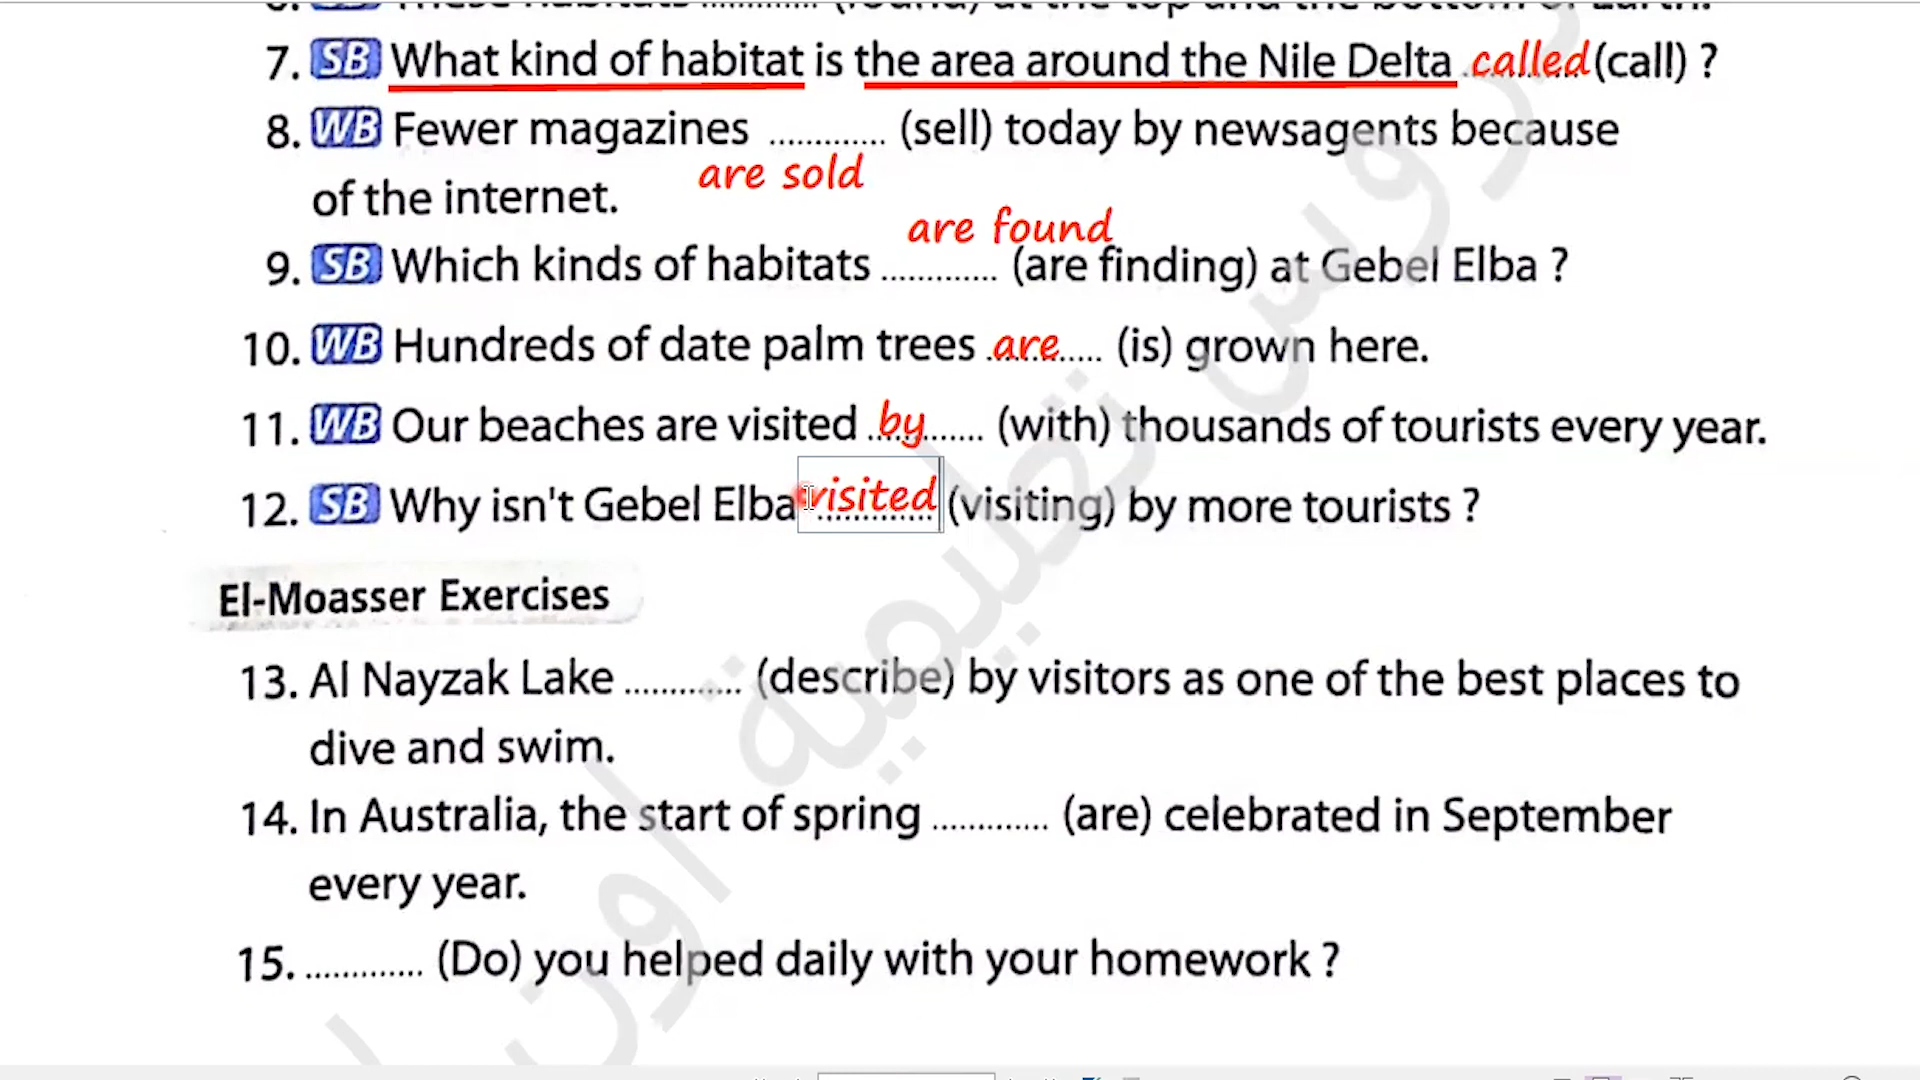 7. SB What kind of habitat is the area around the Nile Delta called (call) ?
8. WB Fewer magazines ............ (sell) today by newsagents because
are sold
of the internet.
are found
9. SB Which kinds of habitats ............ (are finding) at Gebel Elba ?
10. WB Hundreds of date palm trees are (is) grown here.
11. WB Our beaches are visited by (with) thousands of tourists every year.
12. SB Why isn't Gebel Elba visited (visiting) by more tourists ?
El-Moasser Exercises
13. Al Nayzak Lake ............ (describe) by visitors as one of the best places to
dive and swim.
14. In Australia, the start of spring ............ (are) celebrated in September
every year.
15. ............ (Do) you helped daily with your homework ?
دروس تعليمية اون